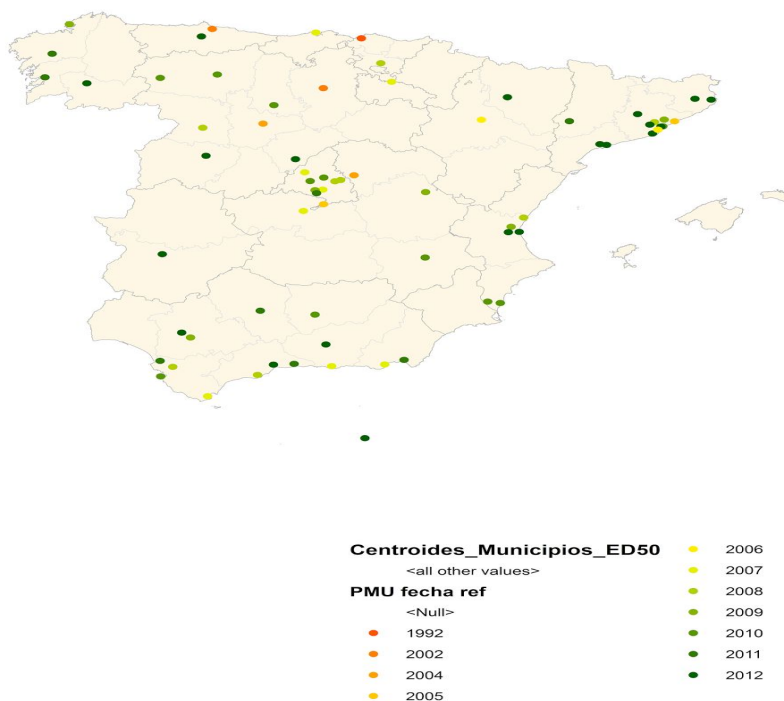 Centroides_Municipios_ED50
<all other values>
PMU fecha ref
<Null>
1992
2002
2004
2005
2006
2007
2008
2009
2010
2011
2012